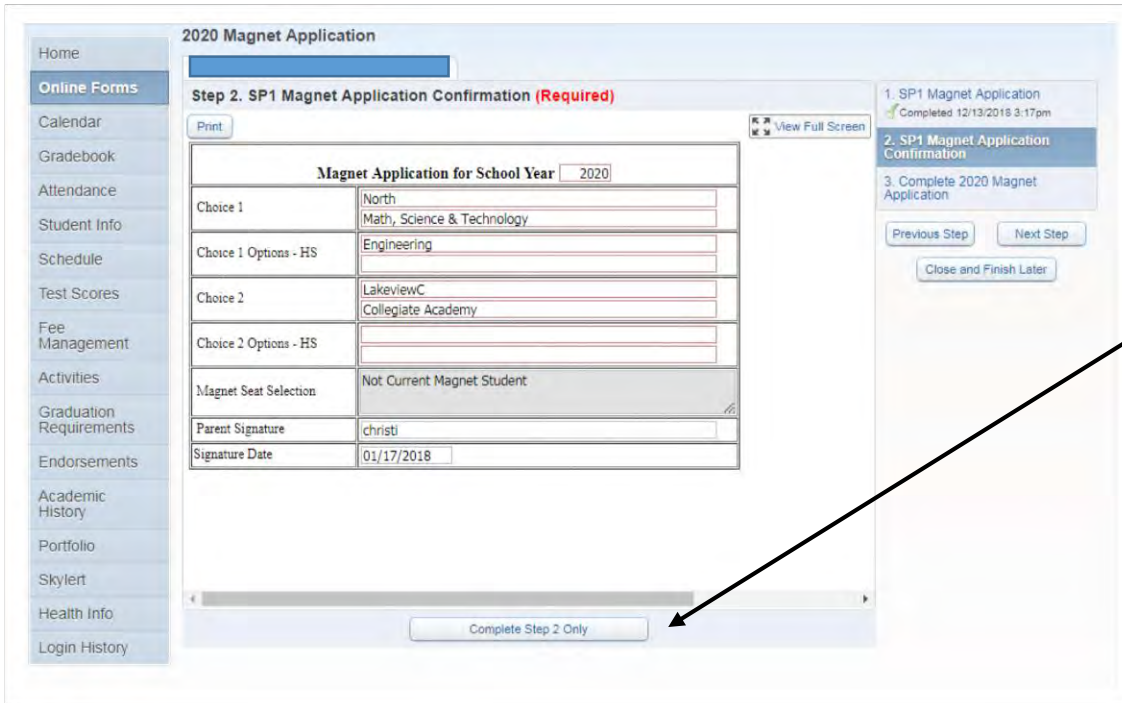 2020 Magnet Application
Home
Online Forms
Calendar
Gradebook
Attendance
Student Info
Schedule
Test Scores
Fee
Management
Activities
Graduation
Requirements
Endorsements
Academic
History
Portfolio
Skylert
Health Info
Login History
Step 2. SP1 Magnet Application Confirmation (Required)
Print
View Full Screen
Magnet Application for School Year 2020
Choice 1
North
Math, Science & Technology
Choice 1 Options - HS
Engineering
Choice 2
LakeviewC
Collegiate Academy
Choice 2 Options - HS
Magnet Seat Selection
Not Current Magnet Student
Parent Signature
christi
Signature Date
01/17/2018
Complete Step 2 Only
1. SP1 Magnet Application
Completed 12/13/2018 3:17pm
2. SP1 Magnet Application
Confirmation
3. Complete 2020 Magnet
Application
Previous Step
Next Step
Close and Finish Later